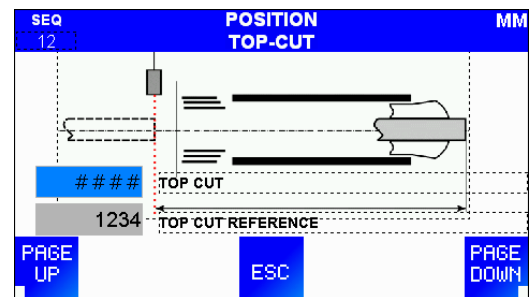 SEQ POSITION MM
12 TOP-CUT
#### TOP CUT
1234 TOP CUT REFERENCE
PAGE UP
ESC
PAGE DOWN